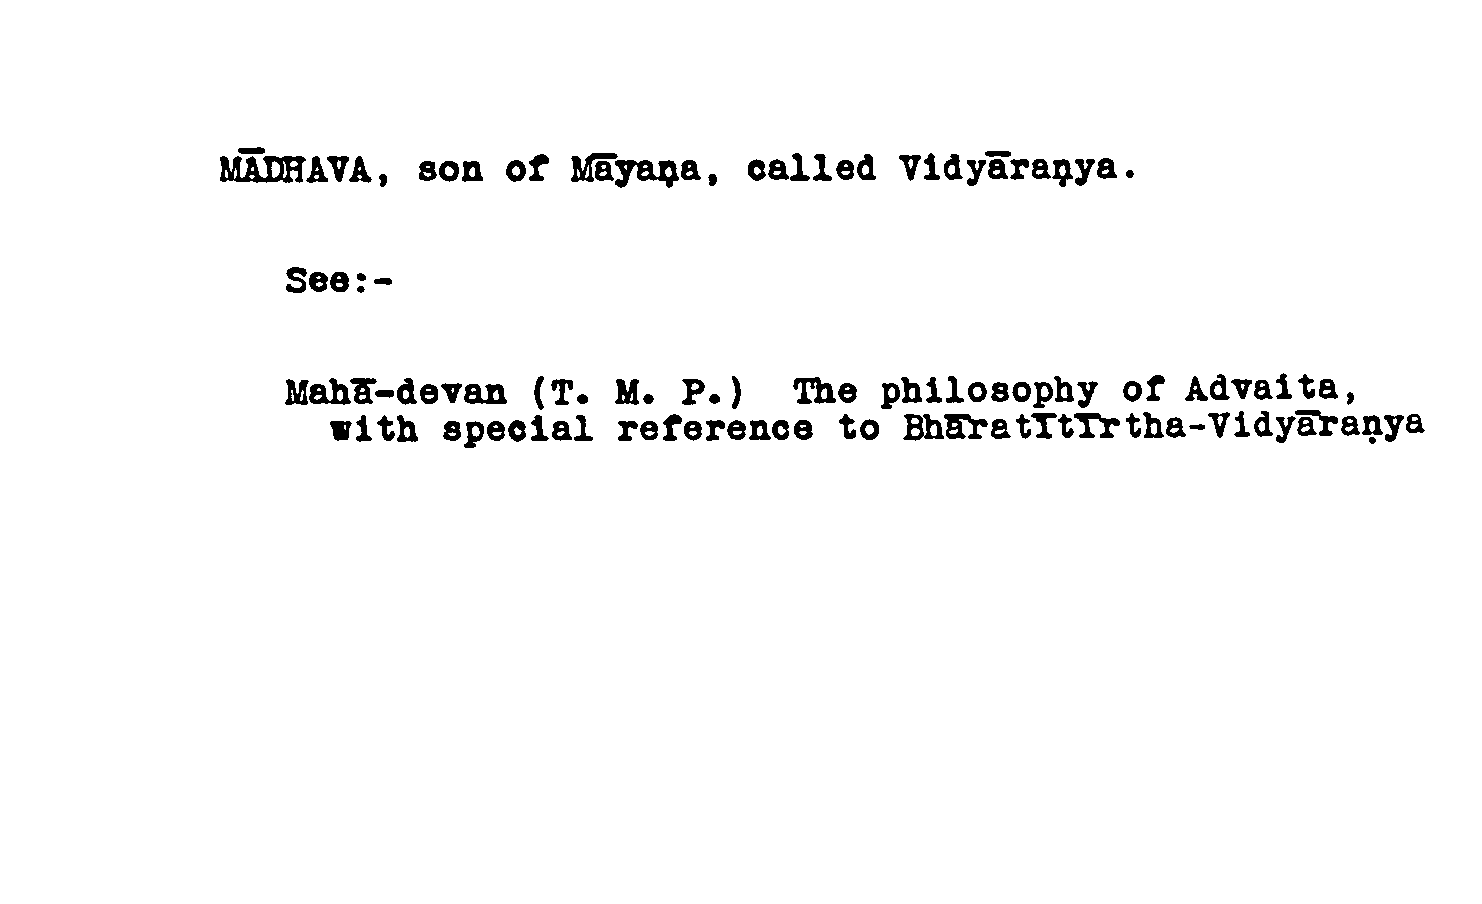 MĀDHAVA, son of Māyaṇa, called Vidyāraṇya.
See:-
Mahā-devan (T. M. P.) The philosophy of Advaita,
with special reference to Bhāratītīrtha-Vidyāraṇya